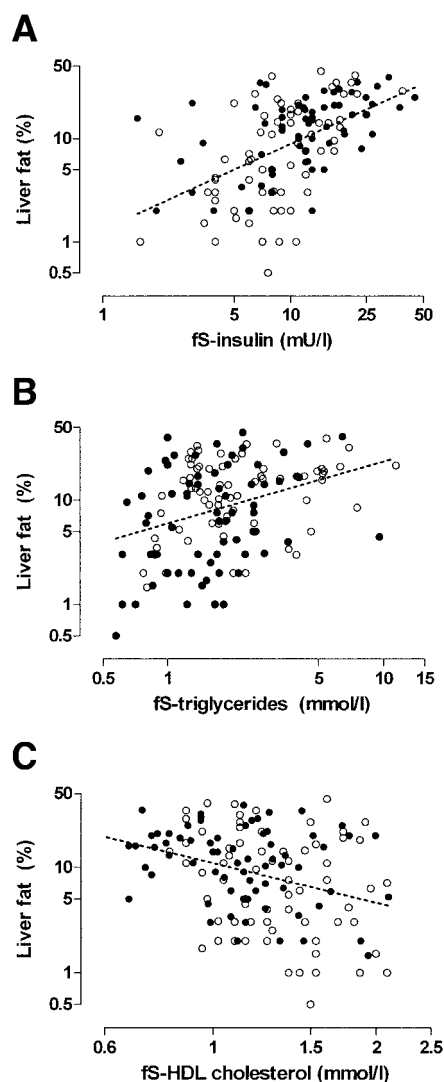 A
Liver fat (%)
50
10
5
1
0.5
1 5 10 25 50
fS-insulin (mU/l)
B
Liver fat (%)
50
10
5
1
0.5
0.5 1 5 10 15
fS-triglycerides (mmol/l)
C
Liver fat (%)
50
10
5
1
0.5
0.6 1 1.5 2 2.5
fS-HDL cholesterol (mmol/l)